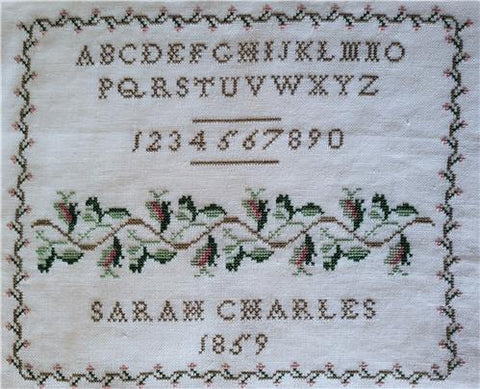 ABCDEFGHIJKLMNO
PQRSTUVWXYZ
1234567890
SARAH CHARLES
1859